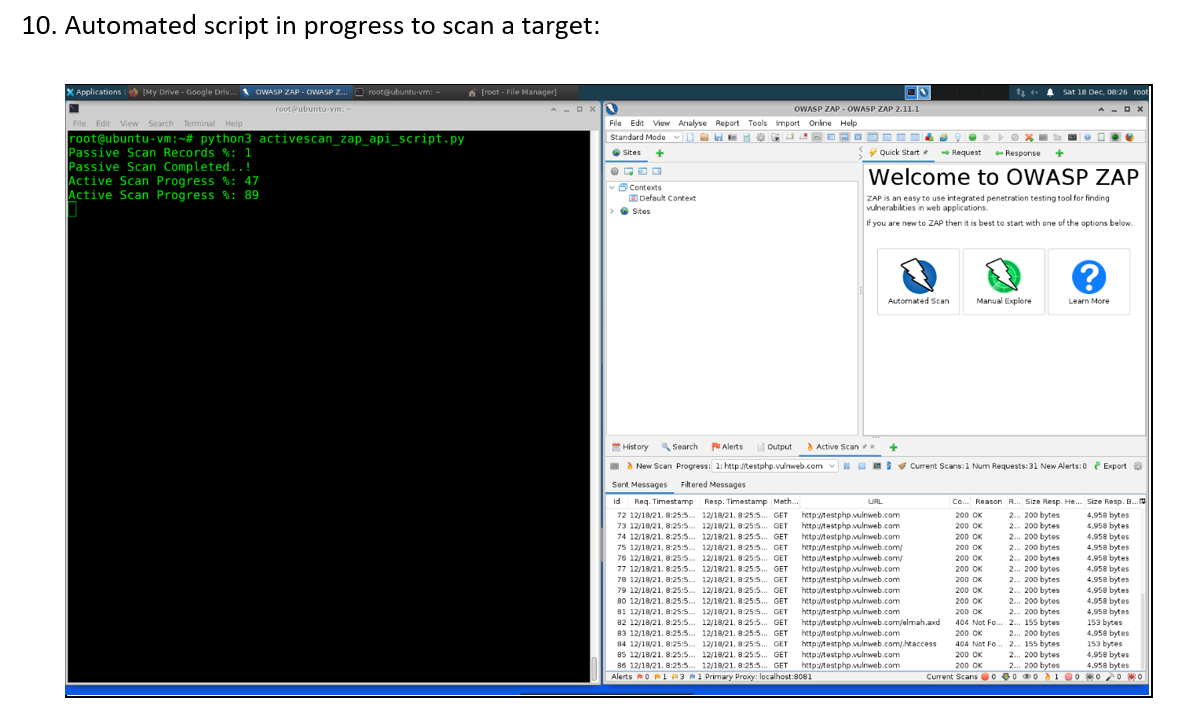 10. Automated script in progress to scan a target:
Applications [My Drive - Google Driv... OWASP ZAP - OWASP Z... root@ubuntu-vm: ~ [root - File Manager] Sat 18 Dec, 08:26 root
root@ubuntu-vm: ~
File Edit View Search Terminal Help
root@ubuntu-vm:~# python3 activescan_zap_api_script.py
Passive Scan Records %: 1
Passive Scan Completed..!
Active Scan Progress %: 47
Active Scan Progress %: 89
OWASP ZAP - OWASP ZAP 2.11.1
File Edit View Analyse Report Tools Import Online Help
Standard Mode
Sites
Contexts
Default Context
Sites
Quick Start Request Response
Welcome to OWASP ZAP
ZAP is an easy to use integrated penetration testing tool for finding
vulnerabilities in web applications.
If you are new to ZAP then it is best to start with one of the options below.
Automated Scan Manual Explore Learn More
History Search Alerts Output Active Scan
New Scan Progress: 1: http://testphp.vulnweb.com Current Scans:1 Num Requests:31 New Alerts:0 Export
Sent Messages Filtered Messages
Id Req. Timestamp Resp. Timestamp Meth... URL Co... Reason R... Size Resp. He... Size Resp. B...
72 12/18/21, 8:25:5... 12/18/21, 8:25:5... GET http://testphp.vulnweb.com 200 OK 2... 200 bytes 4,958 bytes
73 12/18/21, 8:25:5... 12/18/21, 8:25:5... GET http://testphp.vulnweb.com 200 OK 2... 200 bytes 4,958 bytes
74 12/18/21, 8:25:5... 12/18/21, 8:25:5... GET http://testphp.vulnweb.com 200 OK 2... 200 bytes 4,958 bytes
75 12/18/21, 8:25:5... 12/18/21, 8:25:5... GET http://testphp.vulnweb.com/ 200 OK 2... 200 bytes 4,958 bytes
76 12/18/21, 8:25:5... 12/18/21, 8:25:5... GET http://testphp.vulnweb.com/ 200 OK 2... 200 bytes 4,958 bytes
77 12/18/21, 8:25:5... 12/18/21, 8:25:5... GET http://testphp.vulnweb.com 200 OK 2... 200 bytes 4,958 bytes
78 12/18/21, 8:25:5... 12/18/21, 8:25:5... GET http://testphp.vulnweb.com 200 OK 2... 200 bytes 4,958 bytes
79 12/18/21, 8:25:5... 12/18/21, 8:25:5... GET http://testphp.vulnweb.com 200 OK 2... 200 bytes 4,958 bytes
80 12/18/21, 8:25:5... 12/18/21, 8:25:5... GET http://testphp.vulnweb.com 200 OK 2... 200 bytes 4,958 bytes
81 12/18/21, 8:25:5... 12/18/21, 8:25:5... GET http://testphp.vulnweb.com 200 OK 2... 200 bytes 4,958 bytes
82 12/18/21, 8:25:5... 12/18/21, 8:25:5... GET http://testphp.vulnweb.com/elmah.axd 404 Not Fo... 2... 155 bytes 153 bytes
83 12/18/21, 8:25:5... 12/18/21, 8:25:5... GET http://testphp.vulnweb.com 200 OK 2... 200 bytes 4,958 bytes
84 12/18/21, 8:25:5... 12/18/21, 8:25:5... GET http://testphp.vulnweb.com/.htaccess 404 Not Fo... 2... 155 bytes 153 bytes
85 12/18/21, 8:25:5... 12/18/21, 8:25:5... GET http://testphp.vulnweb.com 200 OK 2... 200 bytes 4,958 bytes
86 12/18/21, 8:25:5... 12/18/21, 8:25:5... GET http://testphp.vulnweb.com 200 OK 2... 200 bytes 4,958 bytes
Alerts 0 1 3 1 Primary Proxy: localhost:8081 Current Scans 0 0 0 1 0 0 0 0